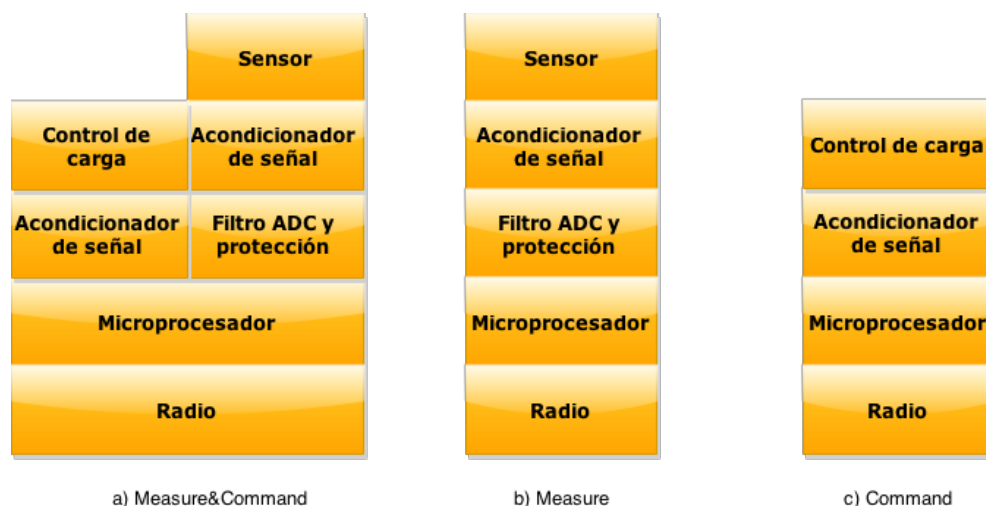 Sensor
Control de
carga
Acondicionador
de señal
Acondicionador
de señal
Filtro ADC y
protección
Microprocesador
Radio
a) Measure&Command
Sensor
Acondicionador
de señal
Filtro ADC y
protección
Microprocesador
Radio
b) Measure
Control de carga
Acondicionador
de señal
Microprocesador
Radio
c) Command